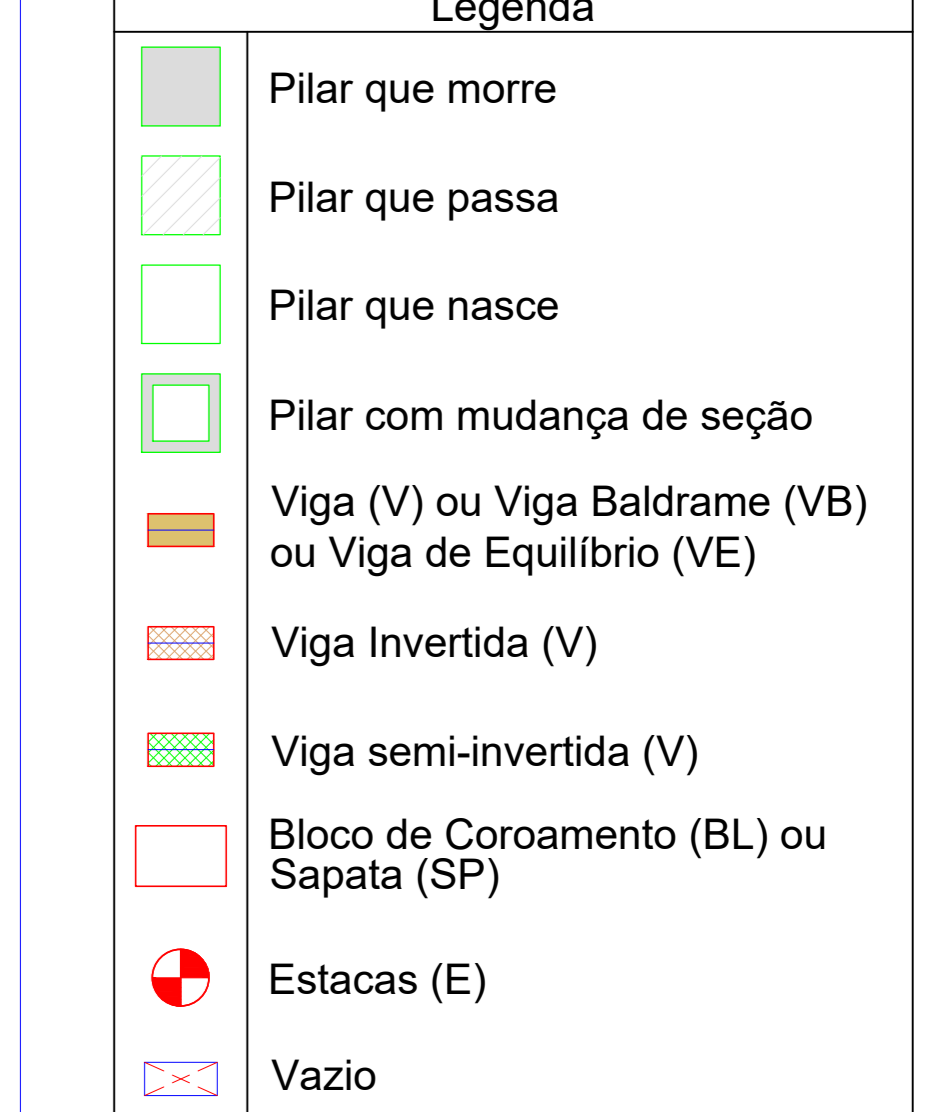 Legenda
Pilar que morre
Pilar que passa
Pilar que nasce
Pilar com mudança de seção
Viga (V) ou Viga Baldrame (VB)
ou Viga de Equilíbrio (VE)
Viga Invertida (V)
Viga semi-invertida (V)
Bloco de Coroamento (BL) ou
Sapata (SP)
Estacas (E)
Vazio